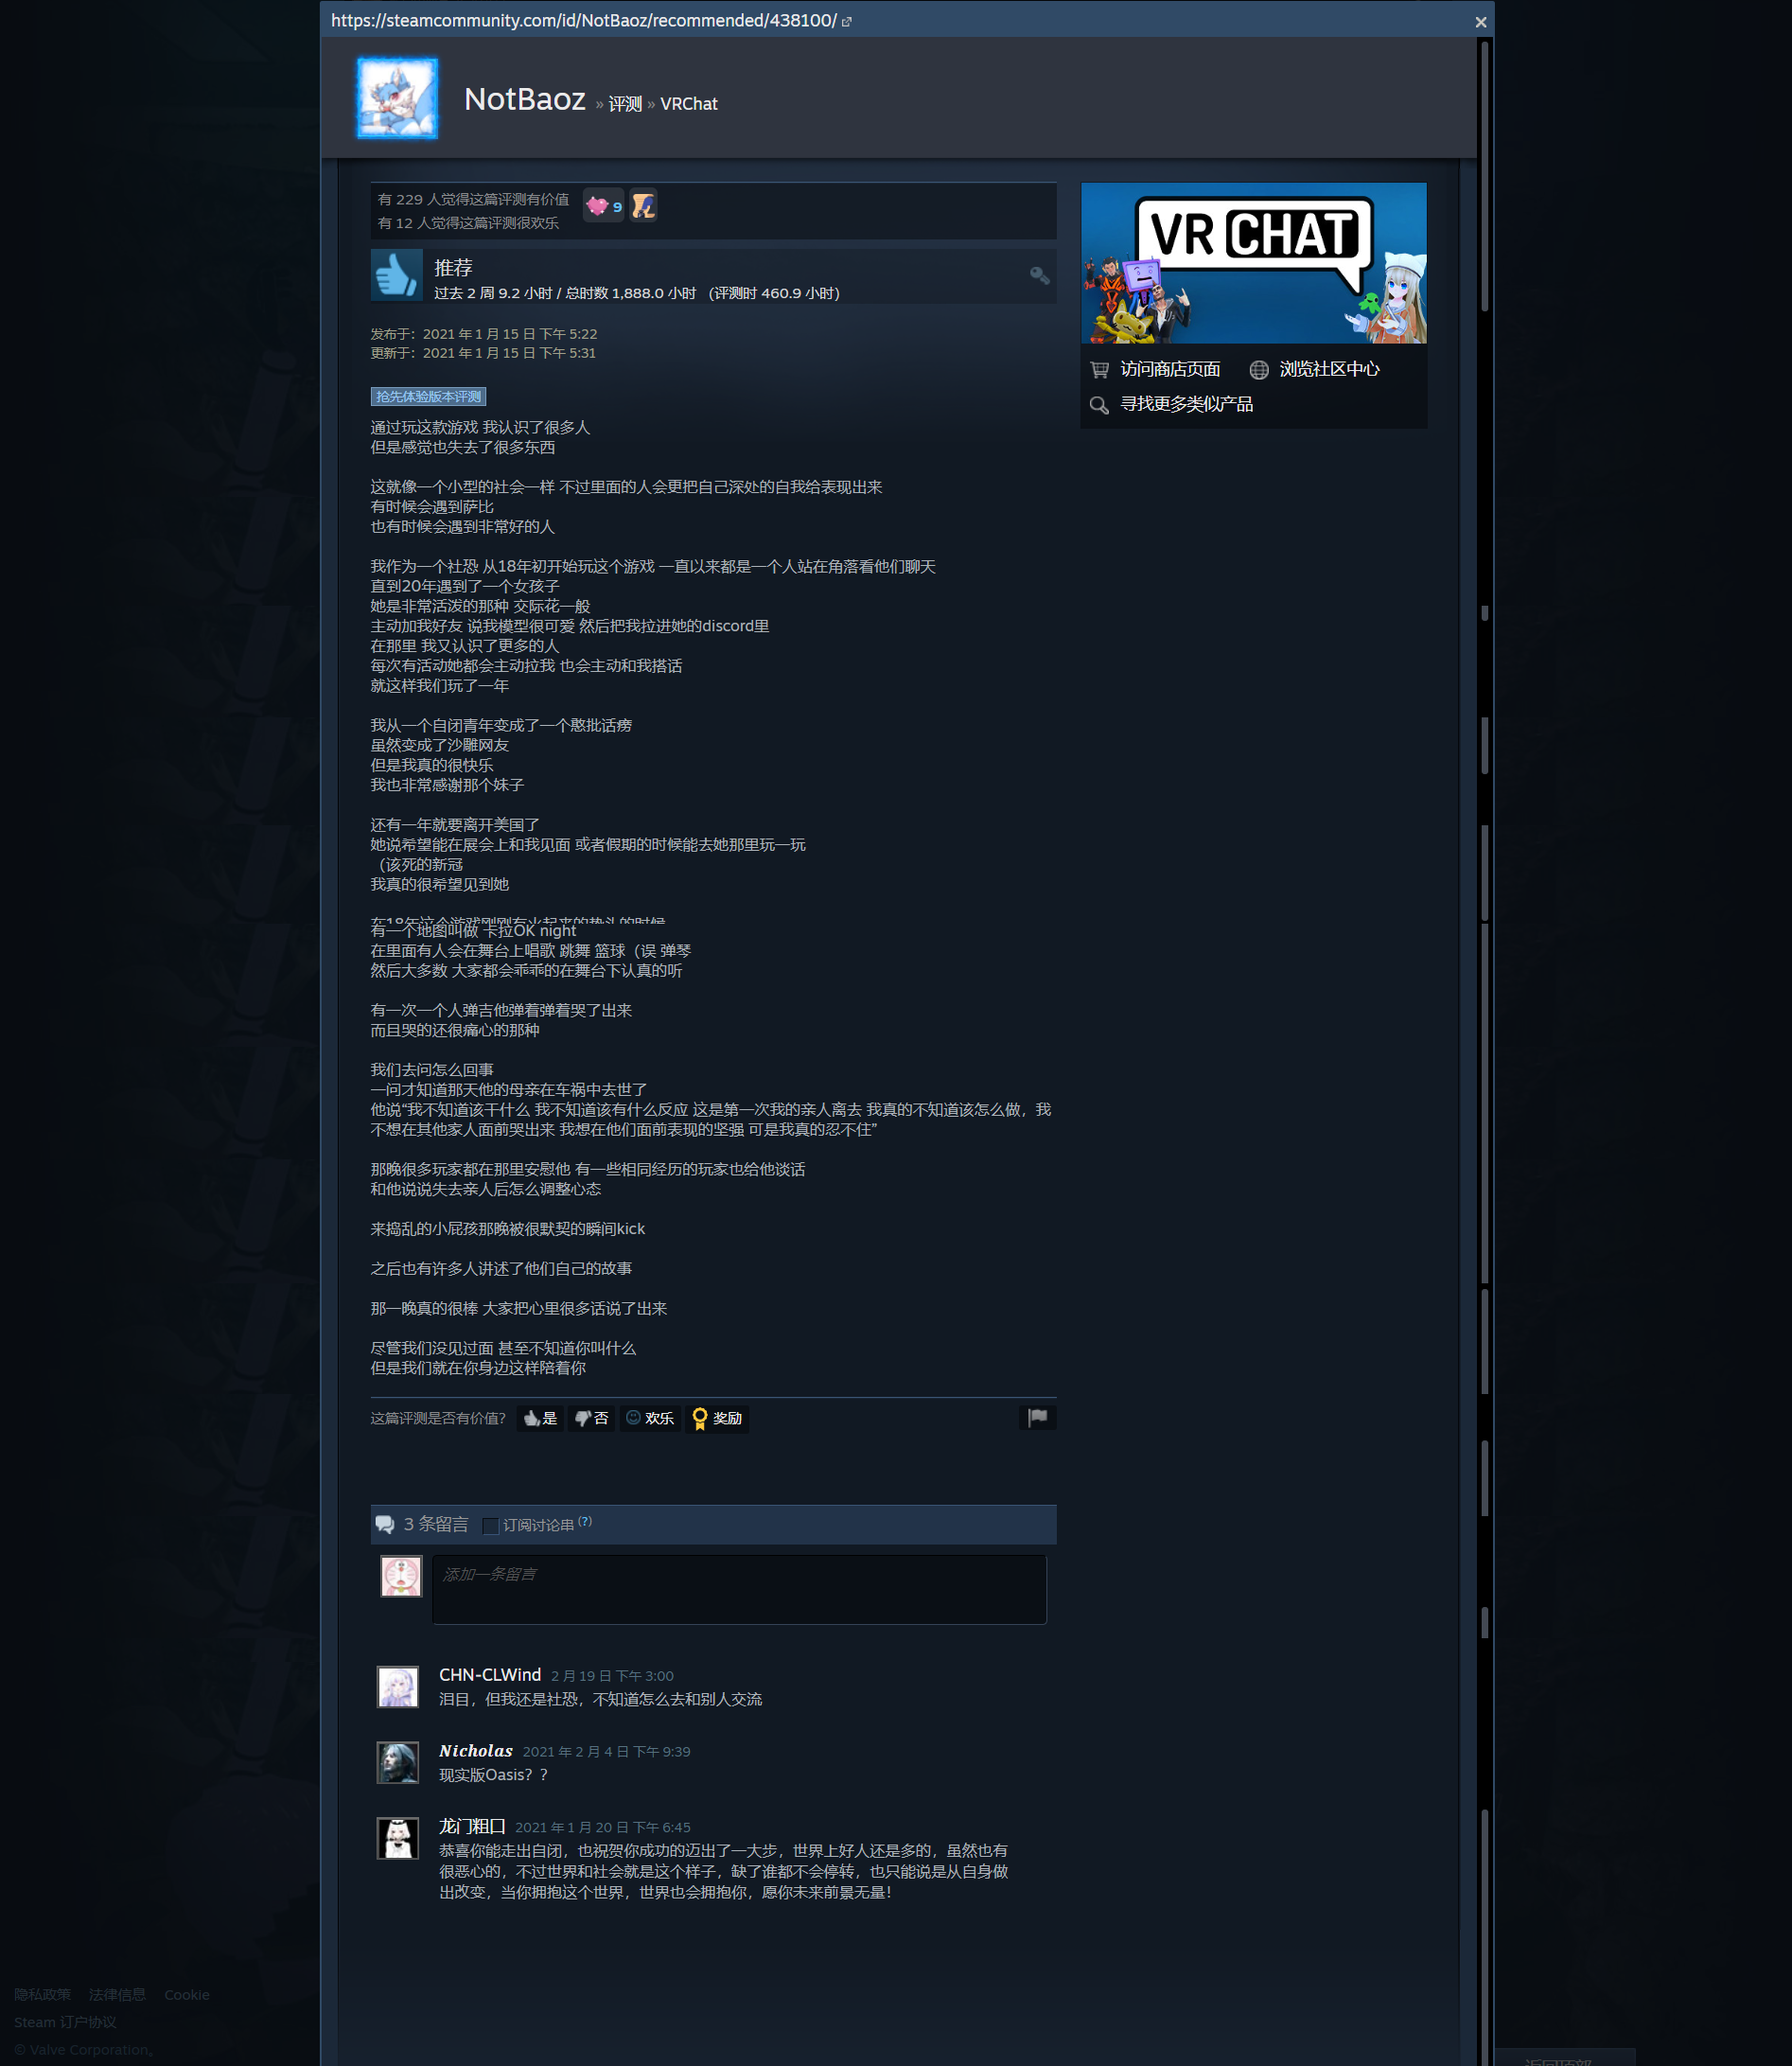 https://steamcommunity.com/id/NotBaoz/recommended/438100/
NotBaoz » 评测 » VRChat
有 229 人觉得这篇评测有价值
有 12 人觉得这篇评测很欢乐
9
推荐
过去 2 周 9.2 小时 / 总时数 1,888.0 小时 （评测时 460.9 小时）
发布于：2021 年 1 月 15 日 下午 5:22
更新于：2021 年 1 月 15 日 下午 5:31
VR CHAT
访问商店页面 浏览社区中心
寻找更多类似产品
抢先体验版本评测
通过玩这款游戏 我认识了很多人
但是感觉也失去了很多东西
这就像一个小型的社会一样 不过里面的人会更把自己深处的自我给表现出来
有时候会遇到萨比
也有时候会遇到非常好的人
我作为一个社恐 从18年初开始玩这个游戏 一直以来都是一个人站在角落看他们聊天
直到20年遇到了一个女孩子
她是非常活泼的那种 交际花一般
主动加我好友 说我模型很可爱 然后把我拉进她的discord里
在那里 我又认识了更多的人
每次有活动她都会主动拉我 也会主动和我搭话
就这样我们玩了一年
我从一个自闭青年变成了一个憨批话痨
虽然变成了沙雕网友
但是我真的很快乐
我也非常感谢那个妹子
还有一年就要离开美国了
她说希望能在展会上和我见面 或者假期的时候能去她那里玩一玩
（该死的新冠
我真的很希望见到她
在18年这个游戏刚刚有火起来的势头的时候
有一个地图叫做 卡拉OK night
在里面有人会在舞台上唱歌 跳舞 篮球（误 弹琴
然后大多数 大家都会乖乖的在舞台下认真的听
有一次一个人弹吉他弹着弹着哭了出来
而且哭的还很痛心的那种
我们去问怎么回事
一问才知道那天他的母亲在车祸中去世了
他说“我不知道该干什么 我不知道该有什么反应 这是第一次我的亲人离去 我真的不知道该怎么做，我
不想在其他家人面前哭出来 我想在他们面前表现的坚强 可是我真的忍不住”
那晚很多玩家都在那里安慰他 有一些相同经历的玩家也给他谈话
和他说说失去亲人后怎么调整心态
来捣乱的小屁孩那晚被很默契的瞬间kick
之后也有许多人讲述了他们自己的故事
那一晚真的很棒 大家把心里很多话说了出来
尽管我们没见过面 甚至不知道你叫什么
但是我们就在你身边这样陪着你
这篇评测是否有价值？ 是 否 欢乐 奖励
3 条留言 订阅讨论串 (?)
添加一条留言
CHN-CLWind 2 月 19 日 下午 3:00
泪目，但我还是社恐，不知道怎么去和别人交流
Nicholas 2021 年 2 月 4 日 下午 9:39
现实版Oasis？？
龙门粗口 2021 年 1 月 20 日 下午 6:45
恭喜你能走出自闭，也祝贺你成功的迈出了一大步，世界上好人还是多的，虽然也有
很恶心的，不过世界和社会就是这个样子，缺了谁都不会停转，也只能说是从自身做
出改变，当你拥抱这个世界，世界也会拥抱你，愿你未来前景无量！
隐私政策 法律信息 Cookie
Steam 订户协议
© Valve Corporation。
返回顶部